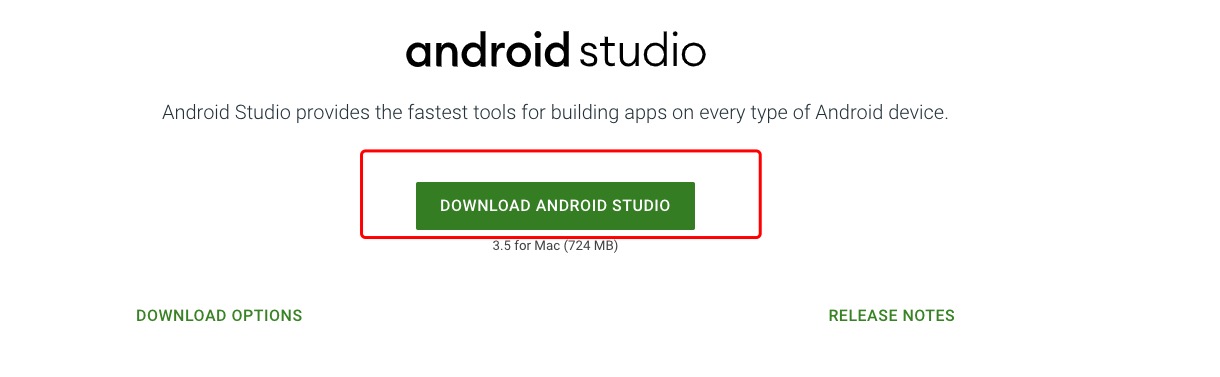 android studio
Android Studio provides the fastest tools for building apps on every type of Android device.
DOWNLOAD ANDROID STUDIO
3.5 for Mac (724 MB)
DOWNLOAD OPTIONS
RELEASE NOTES